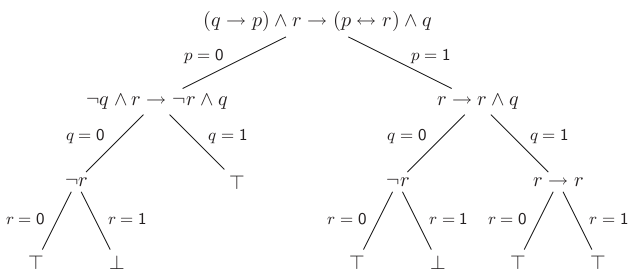 (q → p) ∧ r → (p ↔ r) ∧ q
p = 0 p = 1
¬q ∧ r → ¬r ∧ q r → r ∧ q
q = 0 q = 1 q = 0 q = 1
¬r ⊤ ¬r r → r
r = 0 r = 1 r = 0 r = 1 r = 0 r = 1
⊤ ⊥ ⊤ ⊥ ⊤ ⊤